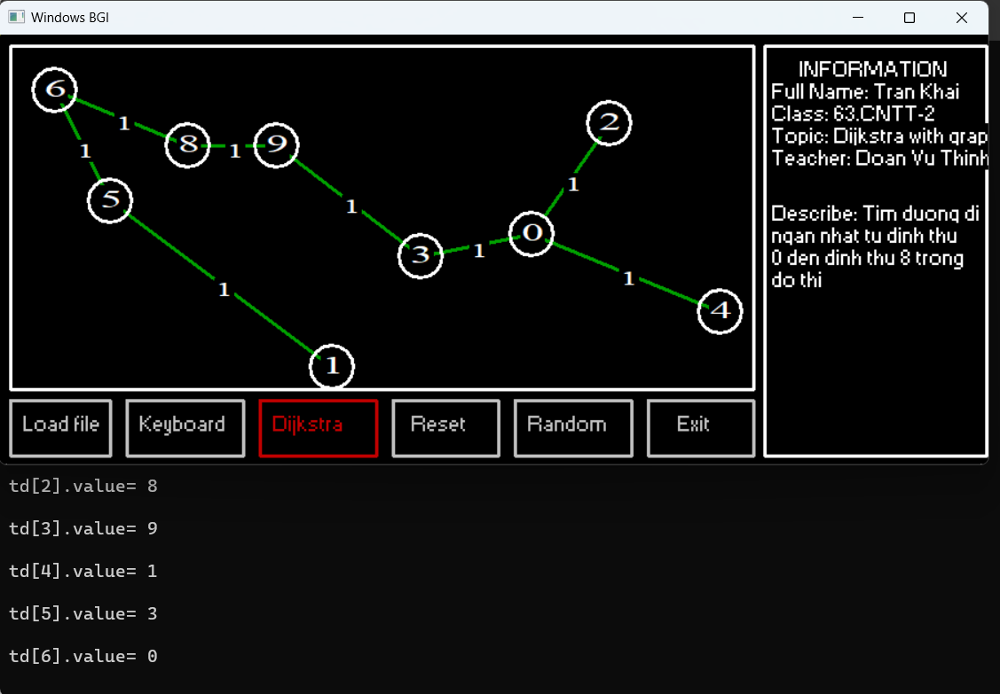 Windows BGI
6
1
8
1
9
1
5
1
1
3
1
0
1
2
1
4
1
INFORMATION
Full Name: Tran Khai
Class: 63.CNTT-2
Topic: Dijkstra with grap
Teacher: Doan Vu Thinh
Describe: Tim duong di
ngan nhat tu dinh thu
0 den dinh thu 8 trong
do thi
Load file
Keyboard
Dijkstra
Reset
Random
Exit
td[2].value= 8
td[3].value= 9
td[4].value= 1
td[5].value= 3
td[6].value= 0